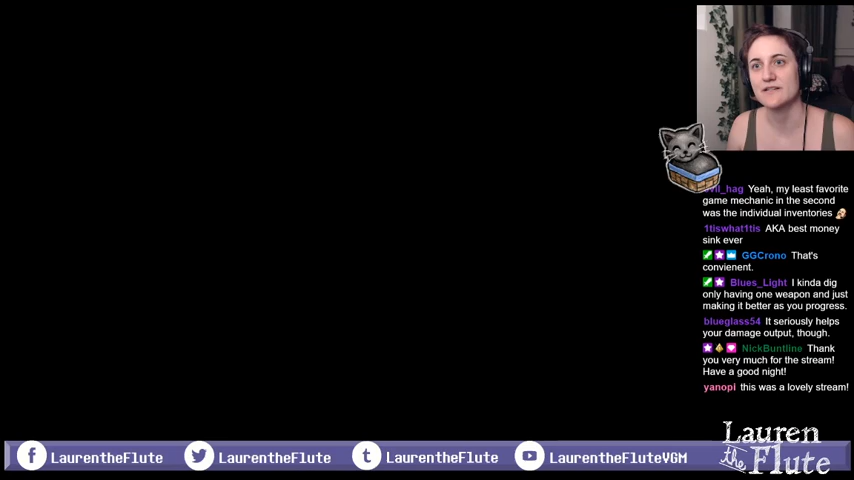 Yeah, my least favorite
game mechanic in the second
was the individual inventories
1tiswhat1tis AKA best money
sink ever
GGCrono That's
convienent.
Blues_Light I kinda dig
only having one weapon and just
making it better as you progress.
blueglass54 It seriously helps
your damage output, though.
NickBuntline Thank
you very much for the stream!
Have a good night!
yanopi this was a lovely stream!
LaurentheFlute LaurentheFlute LaurentheFlute LaurentheFluteVGM
Lauren
the Flute